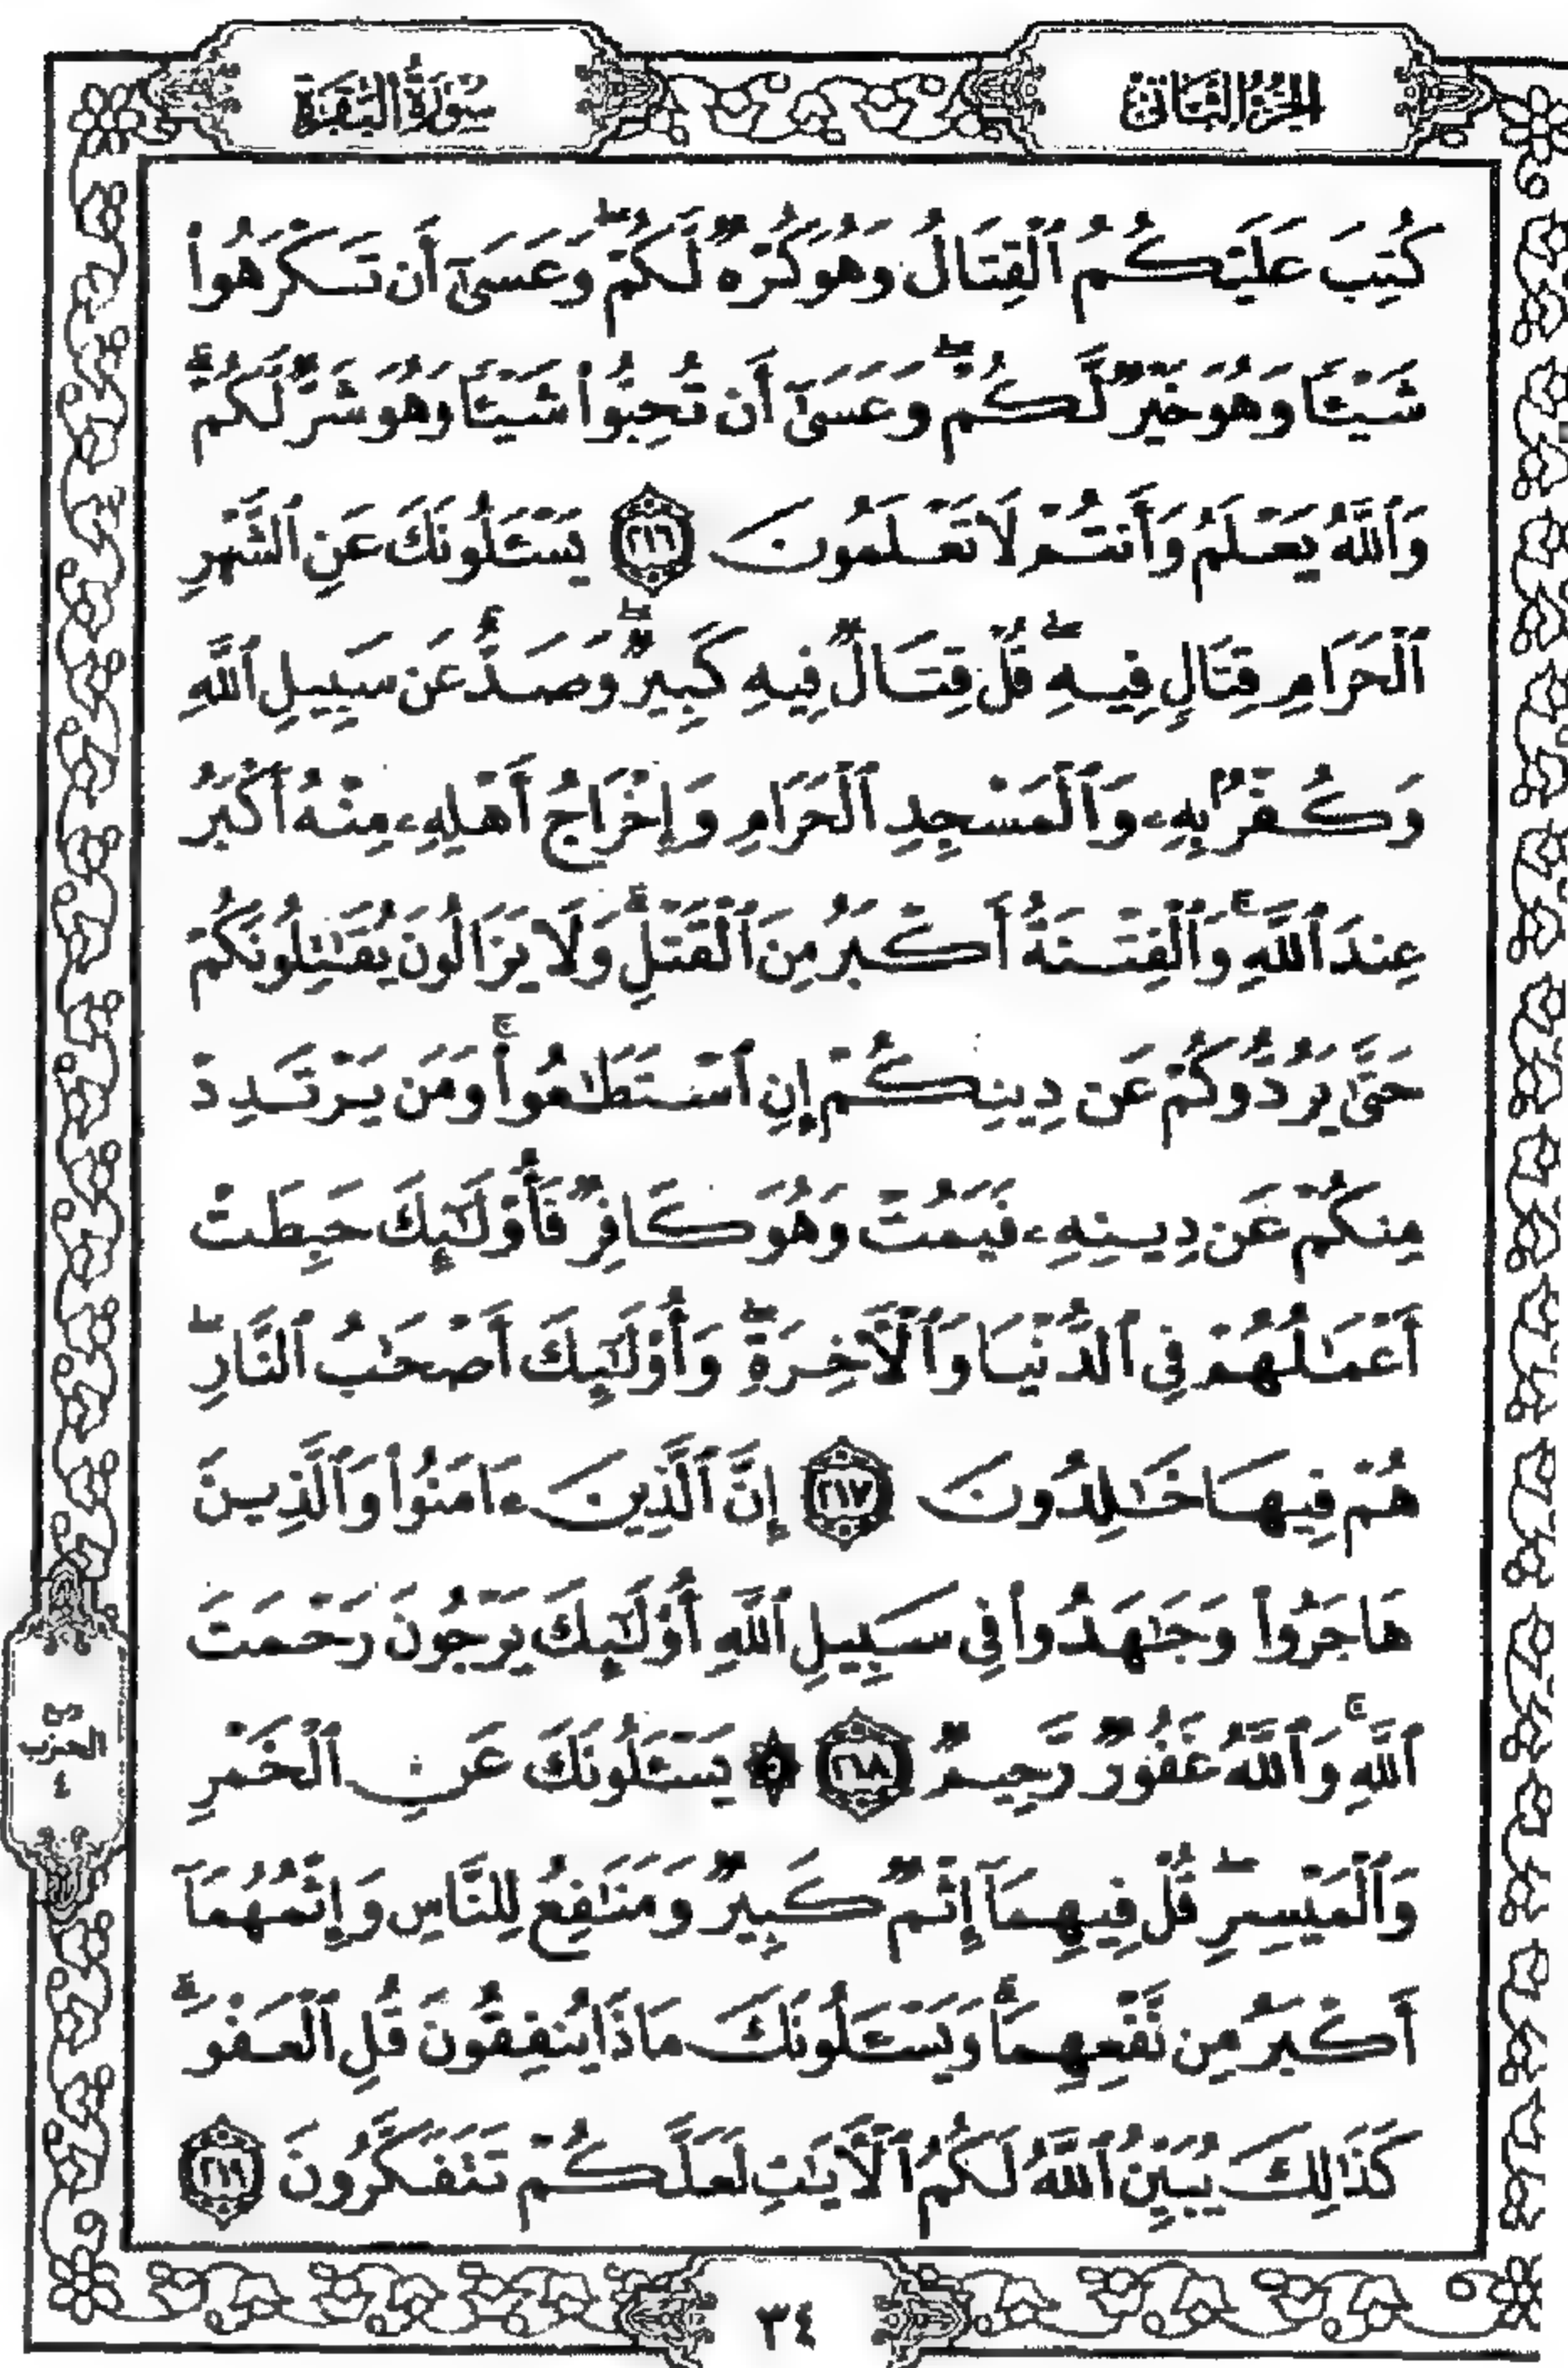 الجزء الثاني
سورة البقرة
كُتِبَ عَلَيْكُمُ ٱلْقِتَالُ وَهُوَ كُرْهٌ لَّكُمْ ۖ وَعَسَىٰٓ أَن تَكْرَهُوا۟
شَيْـًٔا وَهُوَ خَيْرٌ لَّكُمْ ۖ وَعَسَىٰٓ أَن تُحِبُّوا۟ شَيْـًٔا وَهُوَ شَرٌّ لَّكُمْ ۗ
وَٱللَّهُ يَعْلَمُ وَأَنتُمْ لَا تَعْلَمُونَ ٢١٦ يَسْـَٔلُونَكَ عَنِ ٱلشَّهْرِ
ٱلْحَرَامِ قِتَالٍ فِيهِ ۖ قُلْ قِتَالٌ فِيهِ كَبِيرٌ ۖ وَصَدٌّ عَن سَبِيلِ ٱللَّهِ
وَكُفْرٌۢ بِهِۦ وَٱلْمَسْجِدِ ٱلْحَرَامِ وَإِخْرَاجُ أَهْلِهِۦ مِنْهُ أَكْبَرُ
عِندَ ٱللَّهِ ۚ وَٱلْفِتْنَةُ أَكْبَرُ مِنَ ٱلْقَتْلِ ۗ وَلَا يَزَالُونَ يُقَـٰتِلُونَكُمْ
حَتَّىٰ يَرُدُّوكُمْ عَن دِينِكُمْ إِنِ ٱسْتَطَـٰعُوا۟ ۚ وَمَن يَرْتَدِدْ
مِنكُمْ عَن دِينِهِۦ فَيَمُتْ وَهُوَ كَافِرٌ فَأُو۟لَـٰٓئِكَ حَبِطَتْ
أَعْمَـٰلُهُمْ فِى ٱلدُّنْيَا وَٱلْـَٔاخِرَةِ ۖ وَأُو۟لَـٰٓئِكَ أَصْحَـٰبُ ٱلنَّارِ ۖ
هُمْ فِيهَا خَـٰلِدُونَ ٢١٧ إِنَّ ٱلَّذِينَ ءَامَنُوا۟ وَٱلَّذِينَ
هَاجَرُوا۟ وَجَـٰهَدُوا۟ فِى سَبِيلِ ٱللَّهِ أُو۟لَـٰٓئِكَ يَرْجُونَ رَحْمَتَ
ٱللَّهِ ۚ وَٱللَّهُ غَفُورٌ رَّحِيمٌ ٢١٨ ۞ يَسْـَٔلُونَكَ عَنِ ٱلْخَمْرِ
وَٱلْمَيْسِرِ ۖ قُلْ فِيهِمَآ إِثْمٌ كَبِيرٌ وَمَنَـٰفِعُ لِلنَّاسِ وَإِثْمُهُمَآ
أَكْبَرُ مِن نَّفْعِهِمَا ۗ وَيَسْـَٔلُونَكَ مَاذَا يُنفِقُونَ قُلِ ٱلْعَفْوَ ۗ
كَذَٰلِكَ يُبَيِّنُ ٱللَّهُ لَكُمُ ٱلْـَٔايَـٰتِ لَعَلَّكُمْ تَتَفَكَّرُونَ ٢١٩
ربع
الحزب
٤
٣٤